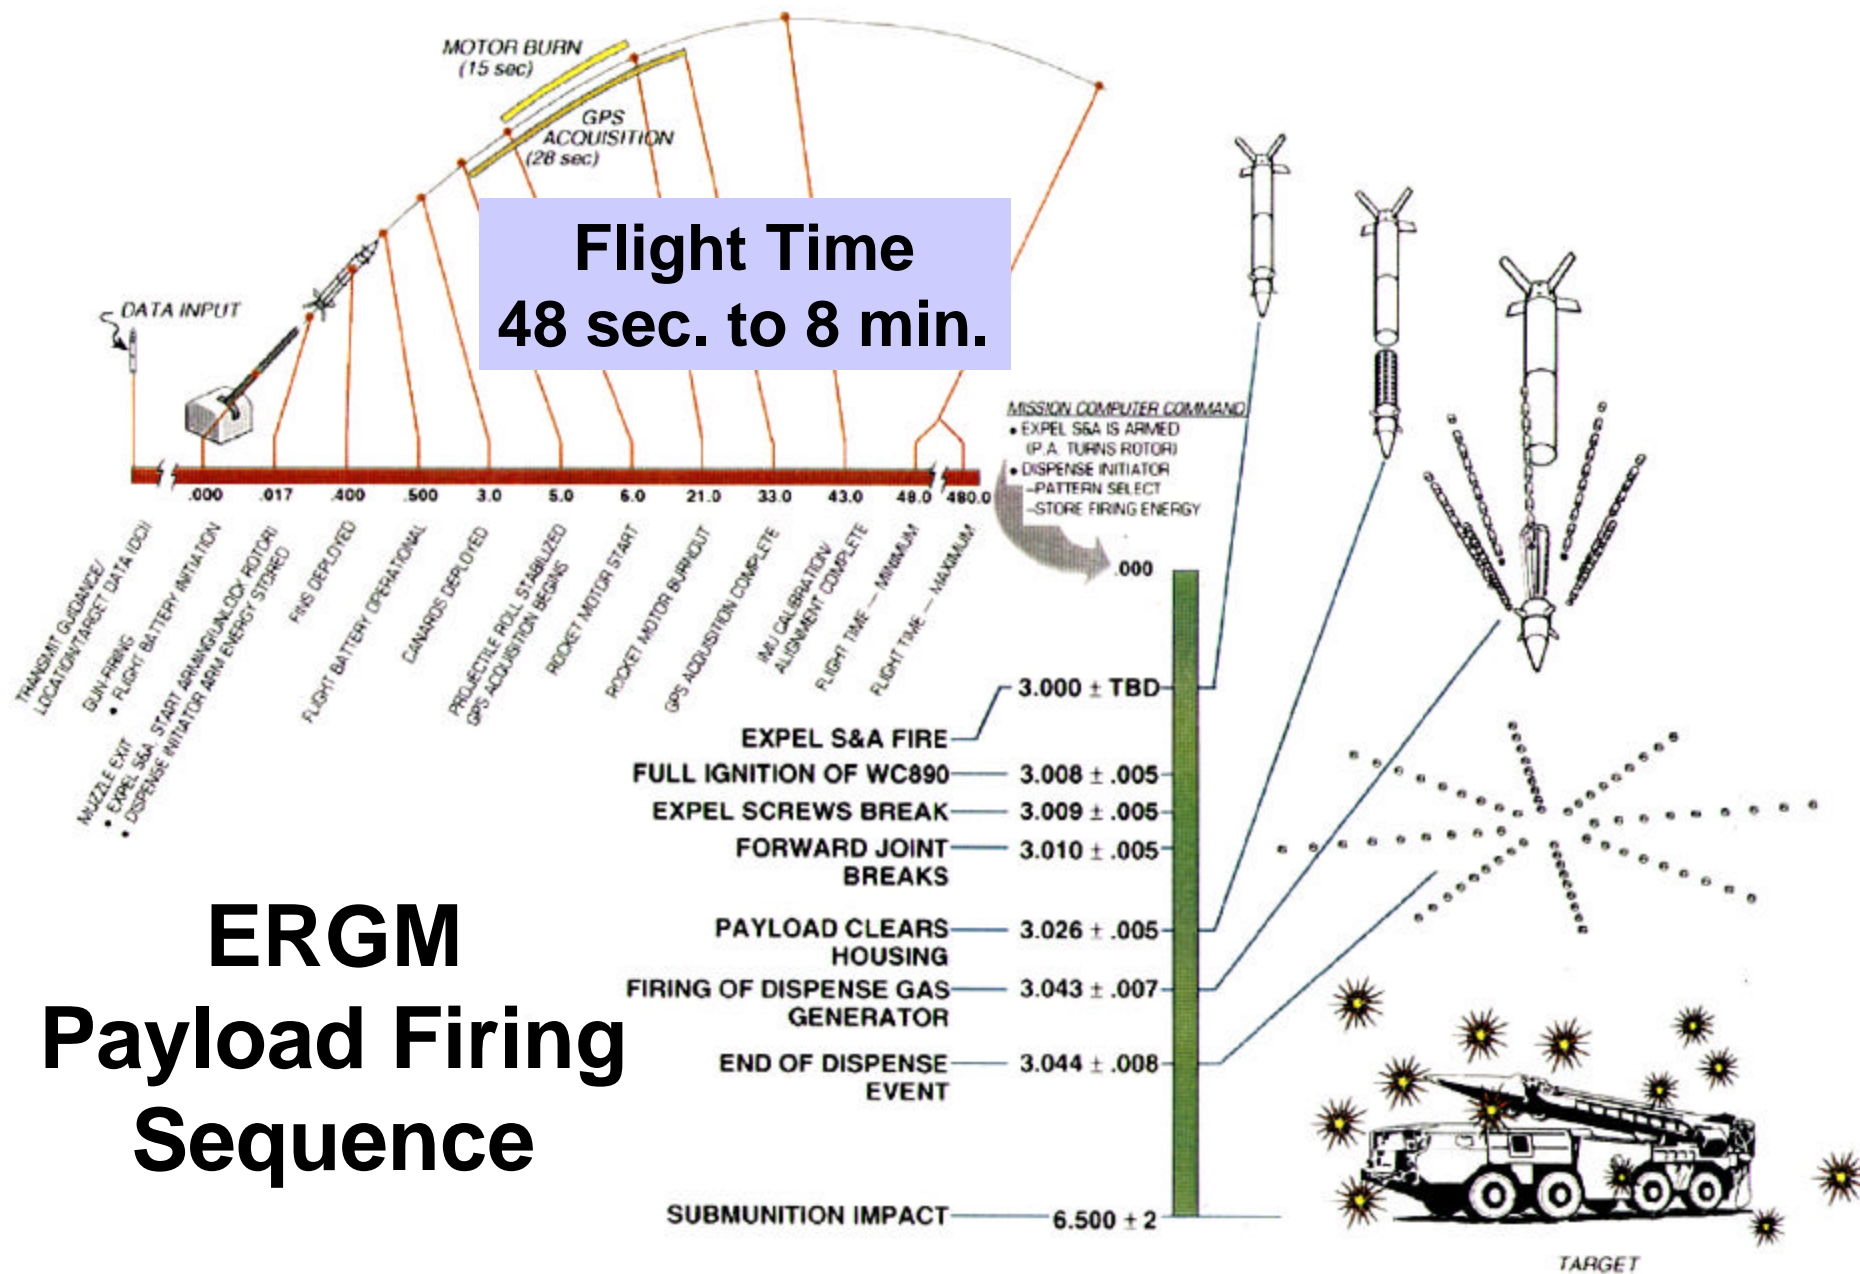 MOTOR BURN
(15 sec)
GPS
ACQUISITION
(28 sec)
Flight Time
48 sec. to 8 min.
DATA INPUT
.000
.017
.400
.500
3.0
5.0
6.0
21.0
33.0
43.0
48.0
480.0
TRANSMIT GUIDANCE/
LOCATION/TARGET DATA (DCI)
GUN-FIRING
• FLIGHT BATTERY INITIATION
MUZZLE EXIT
• EXPEL S&A, START ARMING(UNLOCK ROTOR)
• DISPENSE INITIATOR ARM ENERGY STORED
FINS DEPLOYED
FLIGHT BATTERY OPERATIONAL
CANARDS DEPLOYED
PROJECTILE ROLL STABILIZED
GPS ACQUISITION BEGINS
ROCKET MOTOR START
ROCKET MOTOR BURNOUT
GPS ACQUISITION COMPLETE
IMU CALIBRATION/
ALIGNMENT COMPLETE
FLIGHT TIME — MINIMUM
FLIGHT TIME — MAXIMUM
MISSION COMPUTER COMMAND
• EXPEL S&A IS ARMED
(P.A. TURNS ROTOR)
• DISPENSE INITIATOR
–PATTERN SELECT
–STORE FIRING ENERGY
.000
3.000 ± TBD
EXPEL S&A FIRE
FULL IGNITION OF WC890 3.008 ± .005
EXPEL SCREWS BREAK 3.009 ± .005
FORWARD JOINT 3.010 ± .005
BREAKS
PAYLOAD CLEARS 3.026 ± .005
HOUSING
FIRING OF DISPENSE GAS 3.043 ± .007
GENERATOR
END OF DISPENSE 3.044 ± .008
EVENT
SUBMUNITION IMPACT 6.500 ± 2
ERGM
Payload Firing
Sequence
TARGET